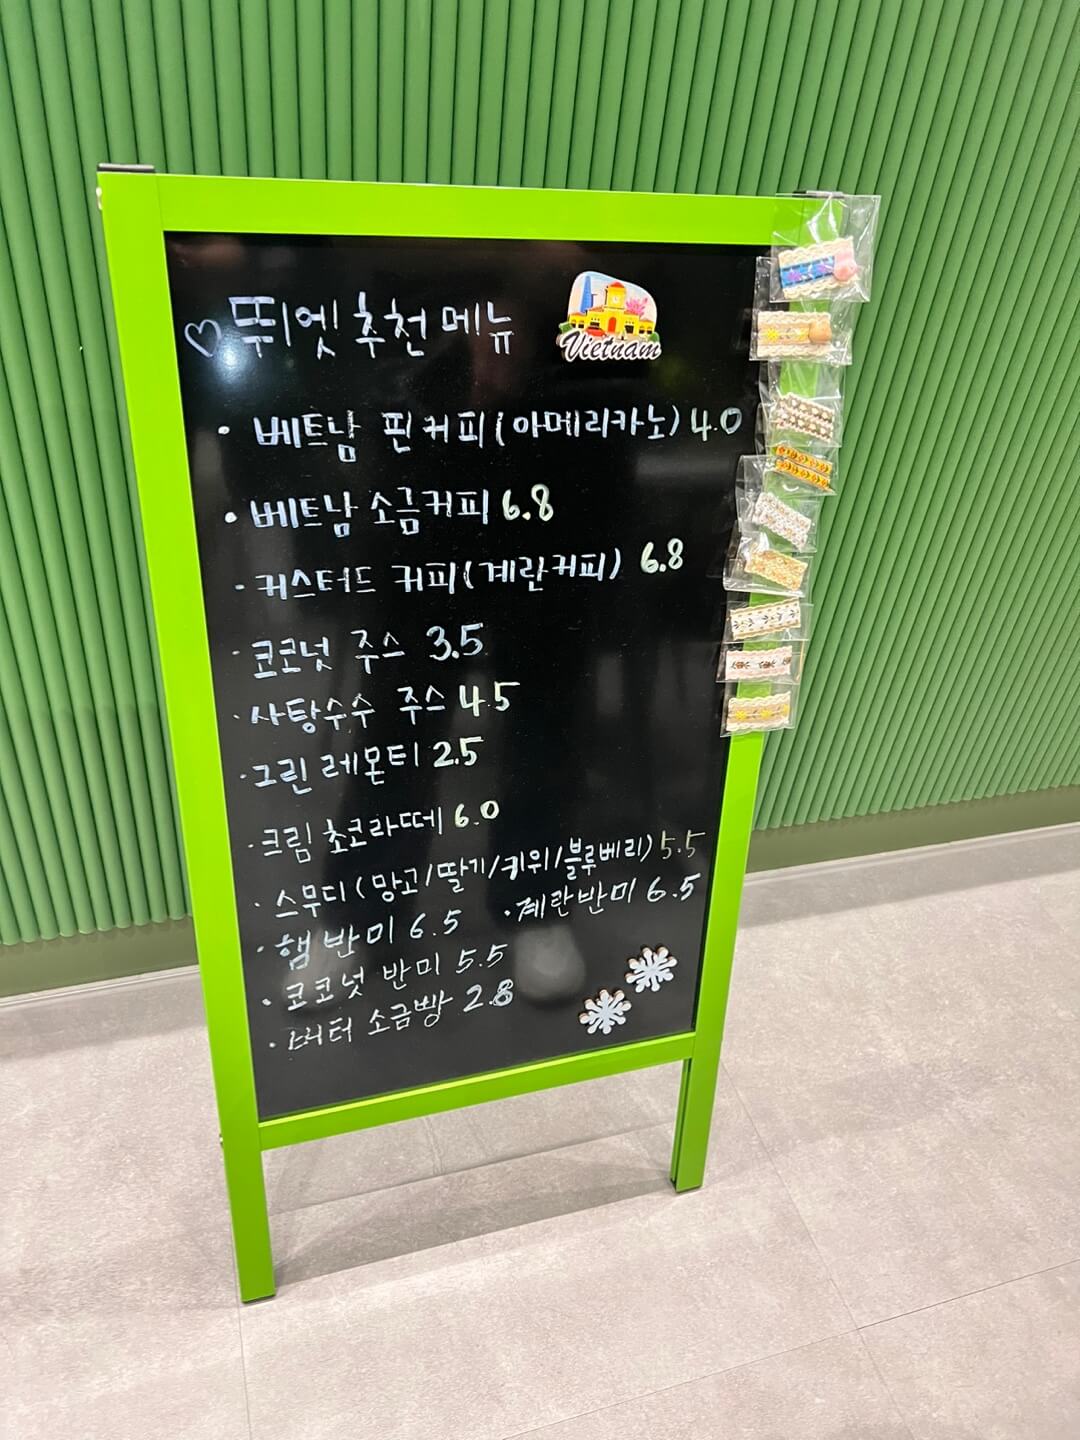 ♡ 뚜엣 추천 메뉴
Vietnam
· 베트남 핀커피(아메리카노) 4.0
· 베트남 소금커피 6.8
· 커스터드 커피(계란커피) 6.8
· 코코넛 주스 3.5
· 사탕수수 주스 4.5
· 그린 레몬티 2.5
· 크림 초코라떼 6.0
· 스무디(망고/딸기/키위/블루베리) 5.5
· 햄 반미 6.5 · 계란반미 6.5
· 코코넛 반미 5.5
· 버터 소금빵 2.8